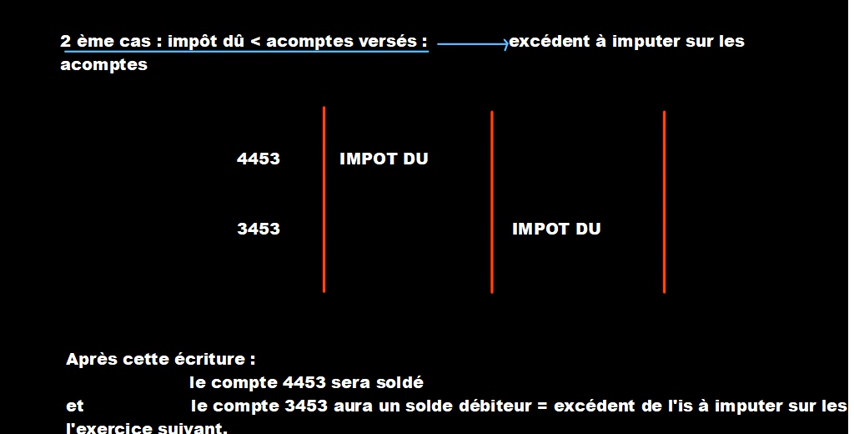 2 ème cas : impôt dû < acomptes versés : excédent à imputer sur les
acomptes
4453 IMPOT DU
3453 IMPOT DU
Après cette écriture :
le compte 4453 sera soldé
et le compte 3453 aura un solde débiteur = excédent de l'is à imputer sur les
l'exercice suivant.